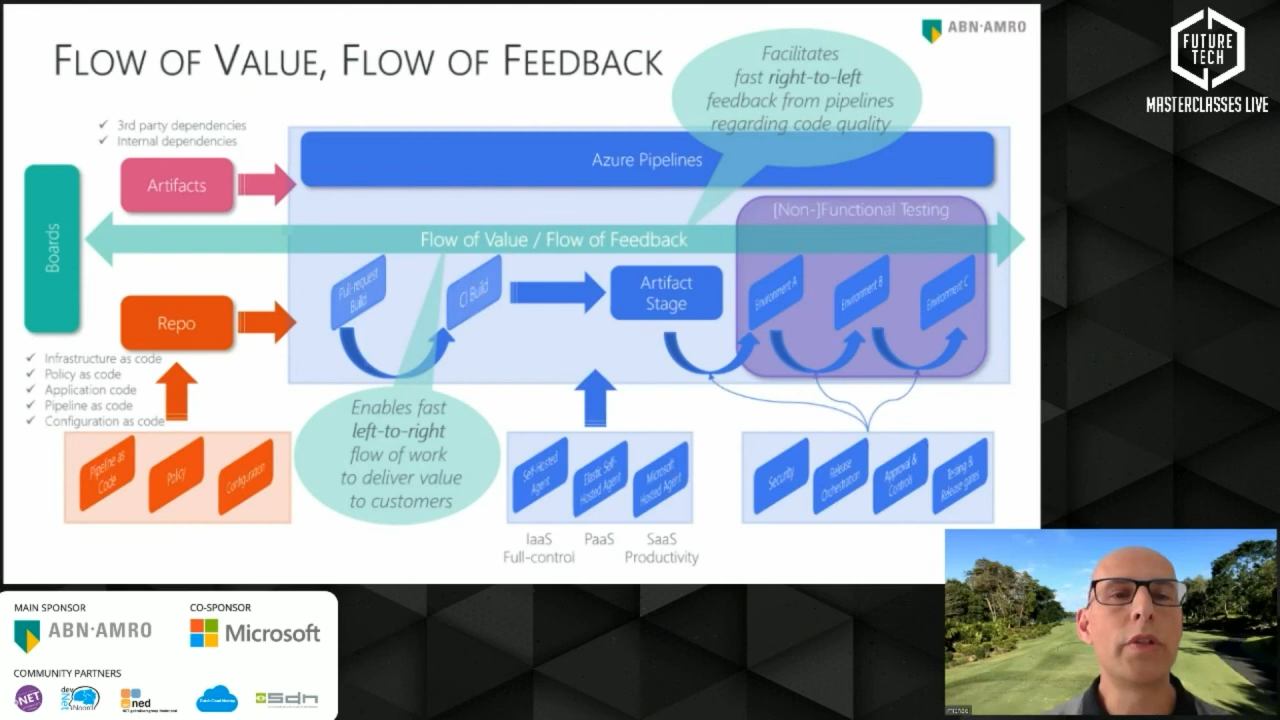 FLOW OF VALUE, FLOW OF FEEDBACK
ABN·AMRO
FUTURE
TECH
MASTERCLASSES LIVE
Facilitates
fast right-to-left
feedback from pipelines
regarding code quality
✓ 3rd party dependencies
✓ Internal dependencies
Artifacts
Azure Pipelines
Boards
[Non-]Functional Testing
Flow of Value / Flow of Feedback
Pull-request
Build
CI Build
Artifact
Stage
Environment A
Environment B
Environment C
Repo
✓ Infrastructure as code
✓ Policy as code
✓ Application code
✓ Pipeline as code
✓ Configuration as code
Pipeline as
Code
Policy
Configuration
Enables fast
left-to-right
flow of work
to deliver value
to customers
Self-Hosted
Agent
Elastic Self-
Hosted Agent
Microsoft
Hosted Agent
IaaS
Full-control
PaaS
SaaS
Productivity
Security
Release
Orchestration
Approval &
Controls
Testing &
Release gates
MAIN SPONSOR
ABN·AMRO
CO-SPONSOR
Microsoft
COMMUNITY PARTNERS
.NET
dev
Noord
ned
sdn